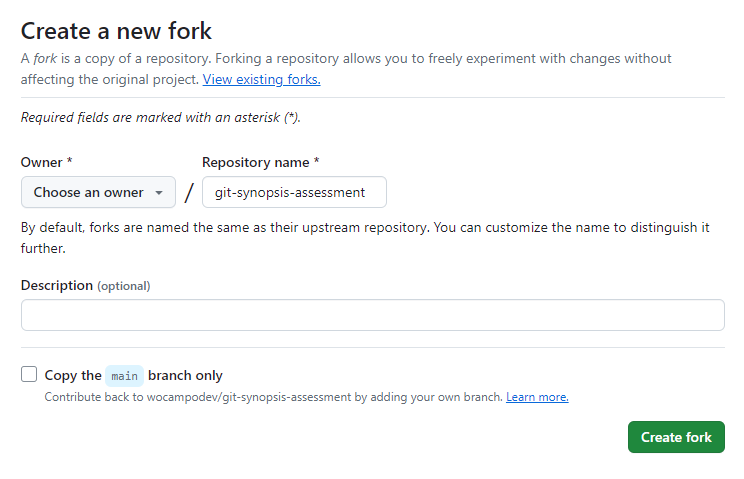 Create a new fork
A fork is a copy of a repository. Forking a repository allows you to freely experiment with changes without
affecting the original project. View existing forks.
Required fields are marked with an asterisk (*).
Owner *
Repository name *
Choose an owner
/
git-synopsis-assessment
By default, forks are named the same as their upstream repository. You can customize the name to distinguish it
further.
Description (optional)
Copy the main branch only
Contribute back to wocampodev/git-synopsis-assessment by adding your own branch. Learn more.
Create fork